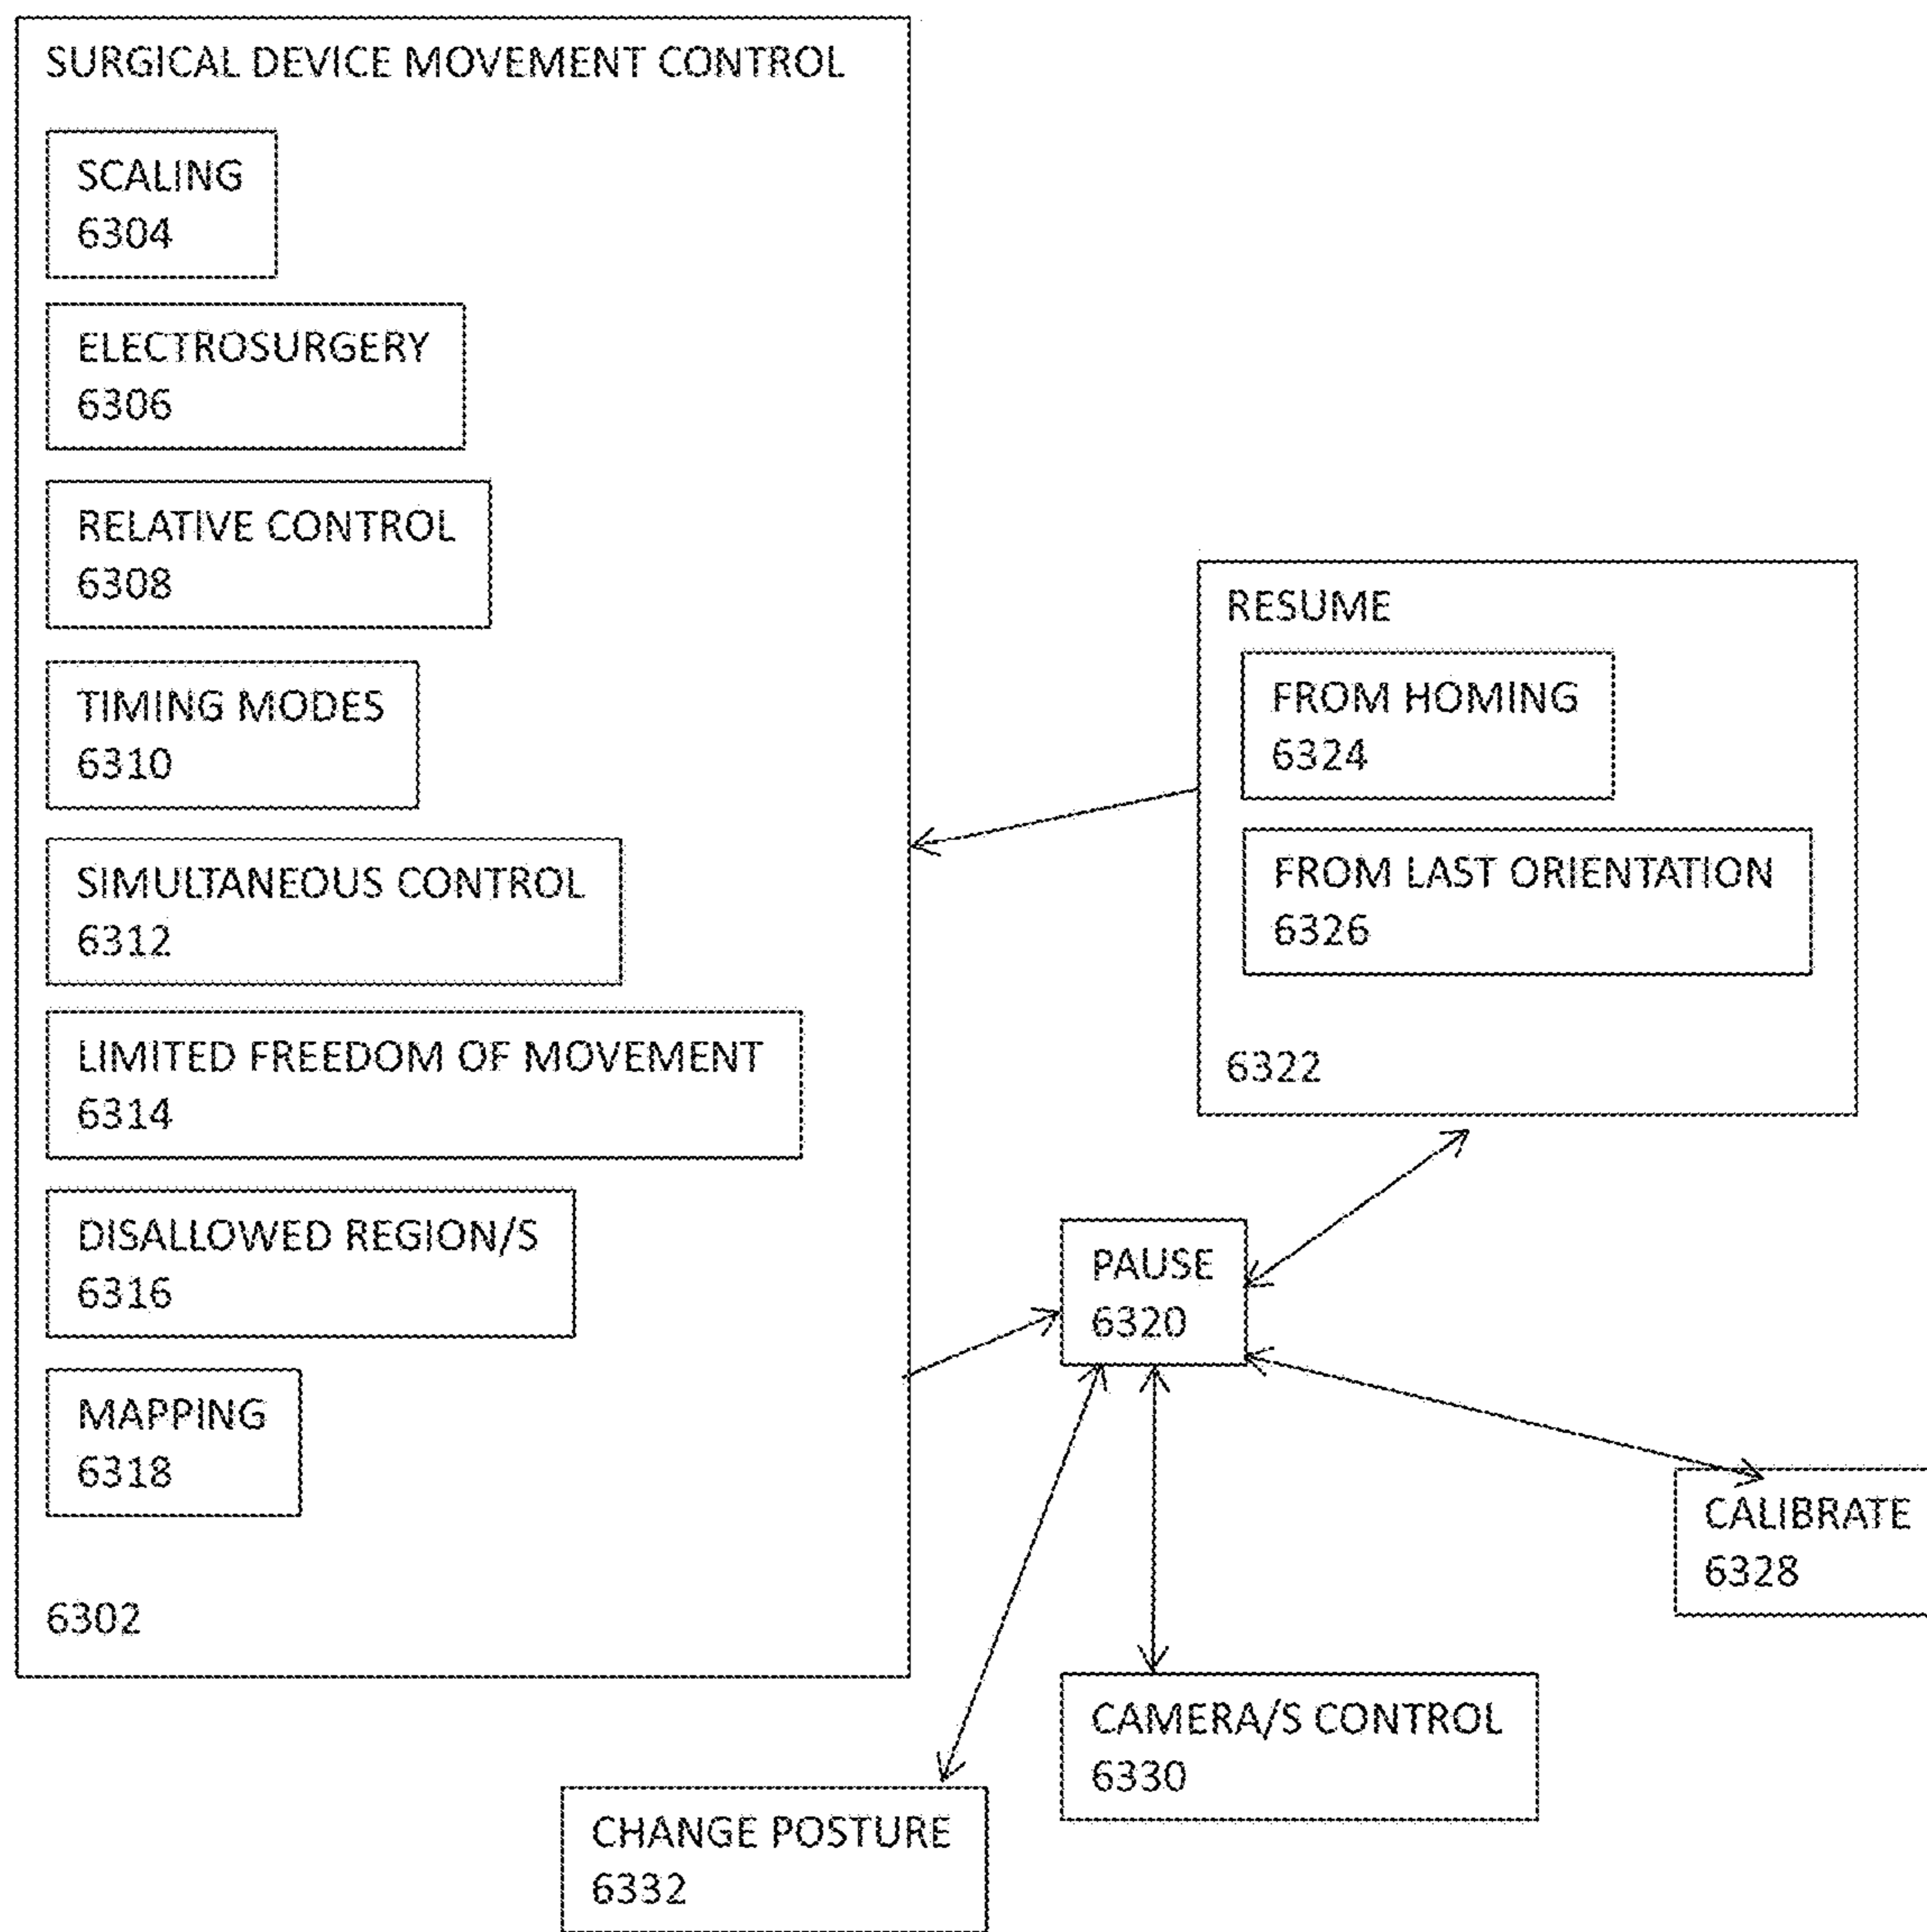 SURGICAL DEVICE MOVEMENT CONTROL
SCALING
6304
ELECTROSURGERY
6306
RELATIVE CONTROL
6308
TIMING MODES
6310
SIMULTANEOUS CONTROL
6312
LIMITED FREEDOM OF MOVEMENT
6314
DISALLOWED REGION/S
6316
MAPPING
6318
6302
RESUME
FROM HOMING
6324
FROM LAST ORIENTATION
6326
6322
PAUSE
6320
CALIBRATE
6328
CAMERA/S CONTROL
6330
CHANGE POSTURE
6332